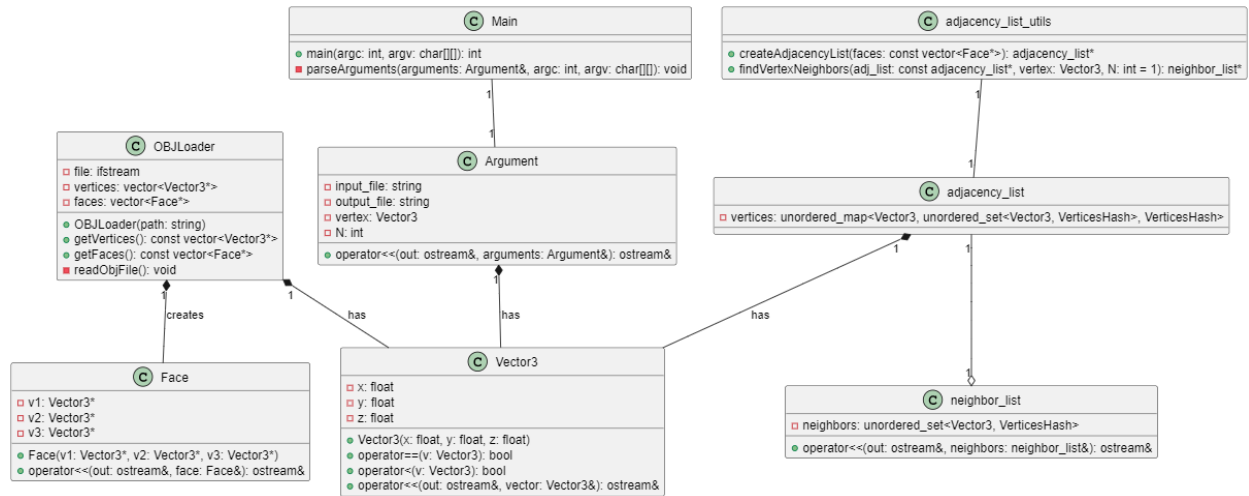 C Main
main(argc: int, argv: char[][]): int
parseArguments(arguments: Argument&, argc: int, argv: char[][]): void
C adjacency_list_utils
createAdjacencyList(faces: const vector<Face*>): adjacency_list*
findVertexNeighbors(adj_list: const adjacency_list*, vertex: Vector3, N: int = 1): neighbor_list*
1
1
1
1
C OBJLoader
file: ifstream
vertices: vector<Vector3*>
faces: vector<Face*>
OBJLoader(path: string)
getVertices(): const vector<Vector3*>
getFaces(): const vector<Face*>
readObjFile(): void
C Argument
input_file: string
output_file: string
vertex: Vector3
N: int
operator<<(out: ostream&, arguments: Argument&): ostream&
C adjacency_list
vertices: unordered_map<Vector3, unordered_set<Vector3, VerticesHash>, VerticesHash>
1
creates
1
has
1
has
1
has
1
1
C Face
v1: Vector3*
v2: Vector3*
v3: Vector3*
Face(v1: Vector3*, v2: Vector3*, v3: Vector3*)
operator<<(out: ostream&, face: Face&): ostream&
C Vector3
x: float
y: float
z: float
Vector3(x: float, y: float, z: float)
operator==(v: Vector3): bool
operator<(v: Vector3): bool
operator<<(out: ostream&, vector: Vector3&): ostream&
C neighbor_list
neighbors: unordered_set<Vector3, VerticesHash>
operator<<(out: ostream&, neighbors: neighbor_list&): ostream&